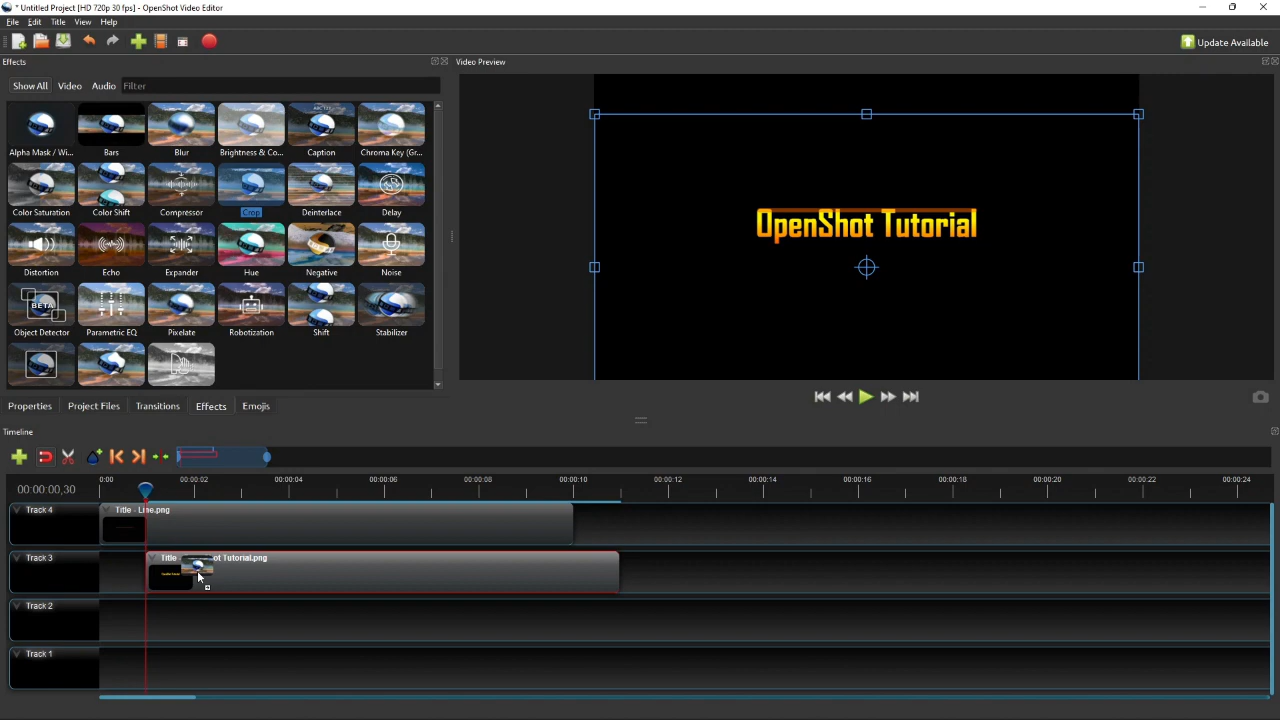 * Untitled Project [HD 720p 30 fps] - OpenShot Video Editor
File Edit Title View Help
Update Available
Effects
Video Preview
Show All Video Audio Filter
Alpha Mask / Wi... Bars Blur Brightness & Co... Caption Chroma Key (Gr...
Color Saturation Color Shift Compressor Crop Deinterlace Delay
Distortion Echo Expander Hue Negative Noise
BETA
Object Detector Parametric EQ Pixelate Robotization Shift Stabilizer
OpenShot Tutorial
Properties Project Files Transitions Effects Emojis
Timeline
00:00:00,30
0:00 00:00:02 00:00:04 00:00:06 00:00:08 00:00:10 00:00:12 00:00:14 00:00:16 00:00:18 00:00:20 00:00:22 00:00:24
Track 4 Title - Line.png
Track 3 Title - ot Tutorial.png
Track 2
Track 1